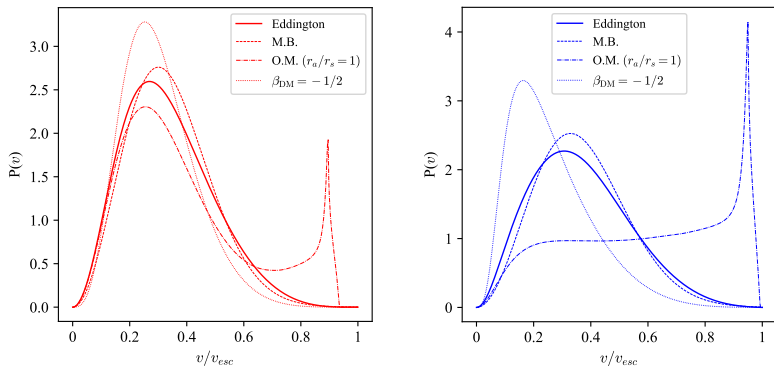 Eddington
M.B.
O.M. (r_a/r_s = 1)
β_DM = −1/2
P(v)
3.0
2.5
2.0
1.5
1.0
0.5
0.0
0 0.2 0.4 0.6 0.8 1
v/v_esc
Eddington
M.B.
O.M. (r_a/r_s = 1)
β_DM = −1/2
P(v)
4
3
2
1
0
0 0.2 0.4 0.6 0.8 1
v/v_esc